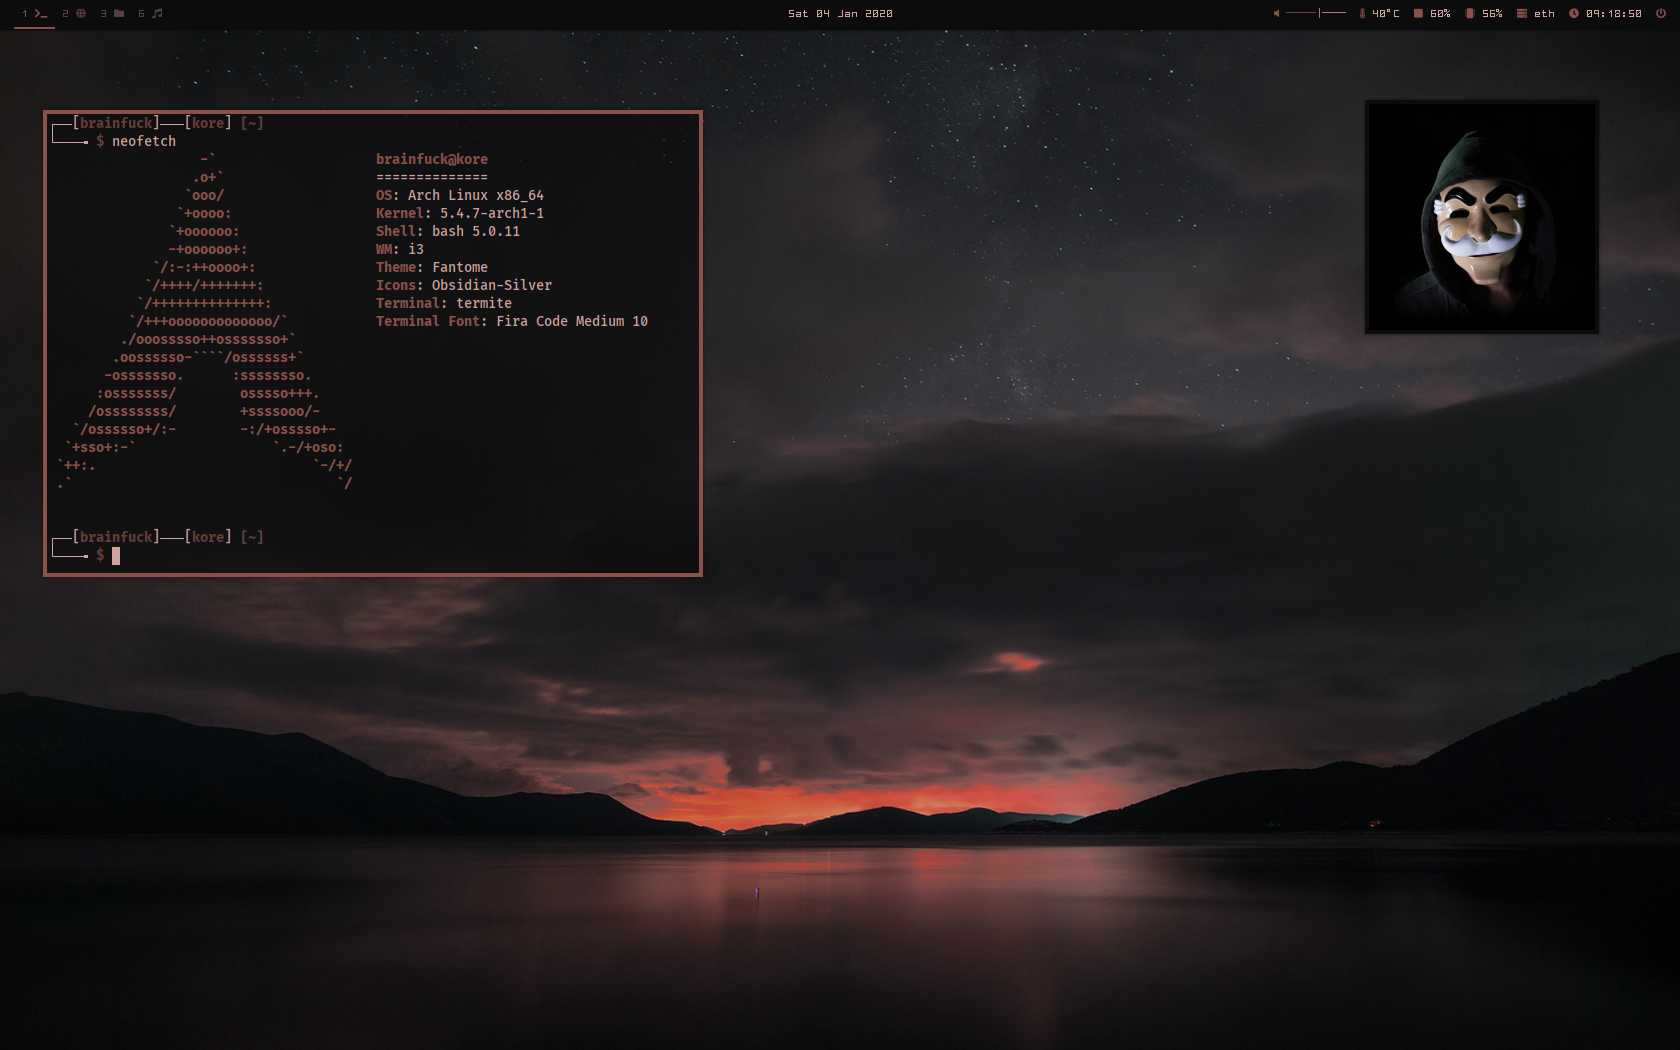 1 2 3 6 Sat 04 Jan 2020 40°C 60% 56% eth 09:18:50
┌──[brainfuck]───[kore] [~]
└────╸ $ neofetch
-`
.o+`
`ooo/
`+oooo:
`+oooooo:
-+oooooo+:
`/:-:++oooo+:
`/++++/+++++++:
`/++++++++++++++:
`/+++ooooooooooooo/`
./ooosssso++osssssso+`
.oossssso-````/ossssss+`
-osssssso.      :ssssssso.
:osssssss/        osssso+++.
/ossssssss/        +ssssooo/-
`/ossssso+/:-        -:/+osssso+-
`+sso+:-`                 `.-/+oso:
`++:.                           `-/+/
.`                                 `/
brainfuck@kore
==============
OS: Arch Linux x86_64
Kernel: 5.4.7-arch1-1
Shell: bash 5.0.11
WM: i3
Theme: Fantome
Icons: Obsidian-Silver
Terminal: termite
Terminal Font: Fira Code Medium 10
┌──[brainfuck]───[kore] [~]
└────╸ $